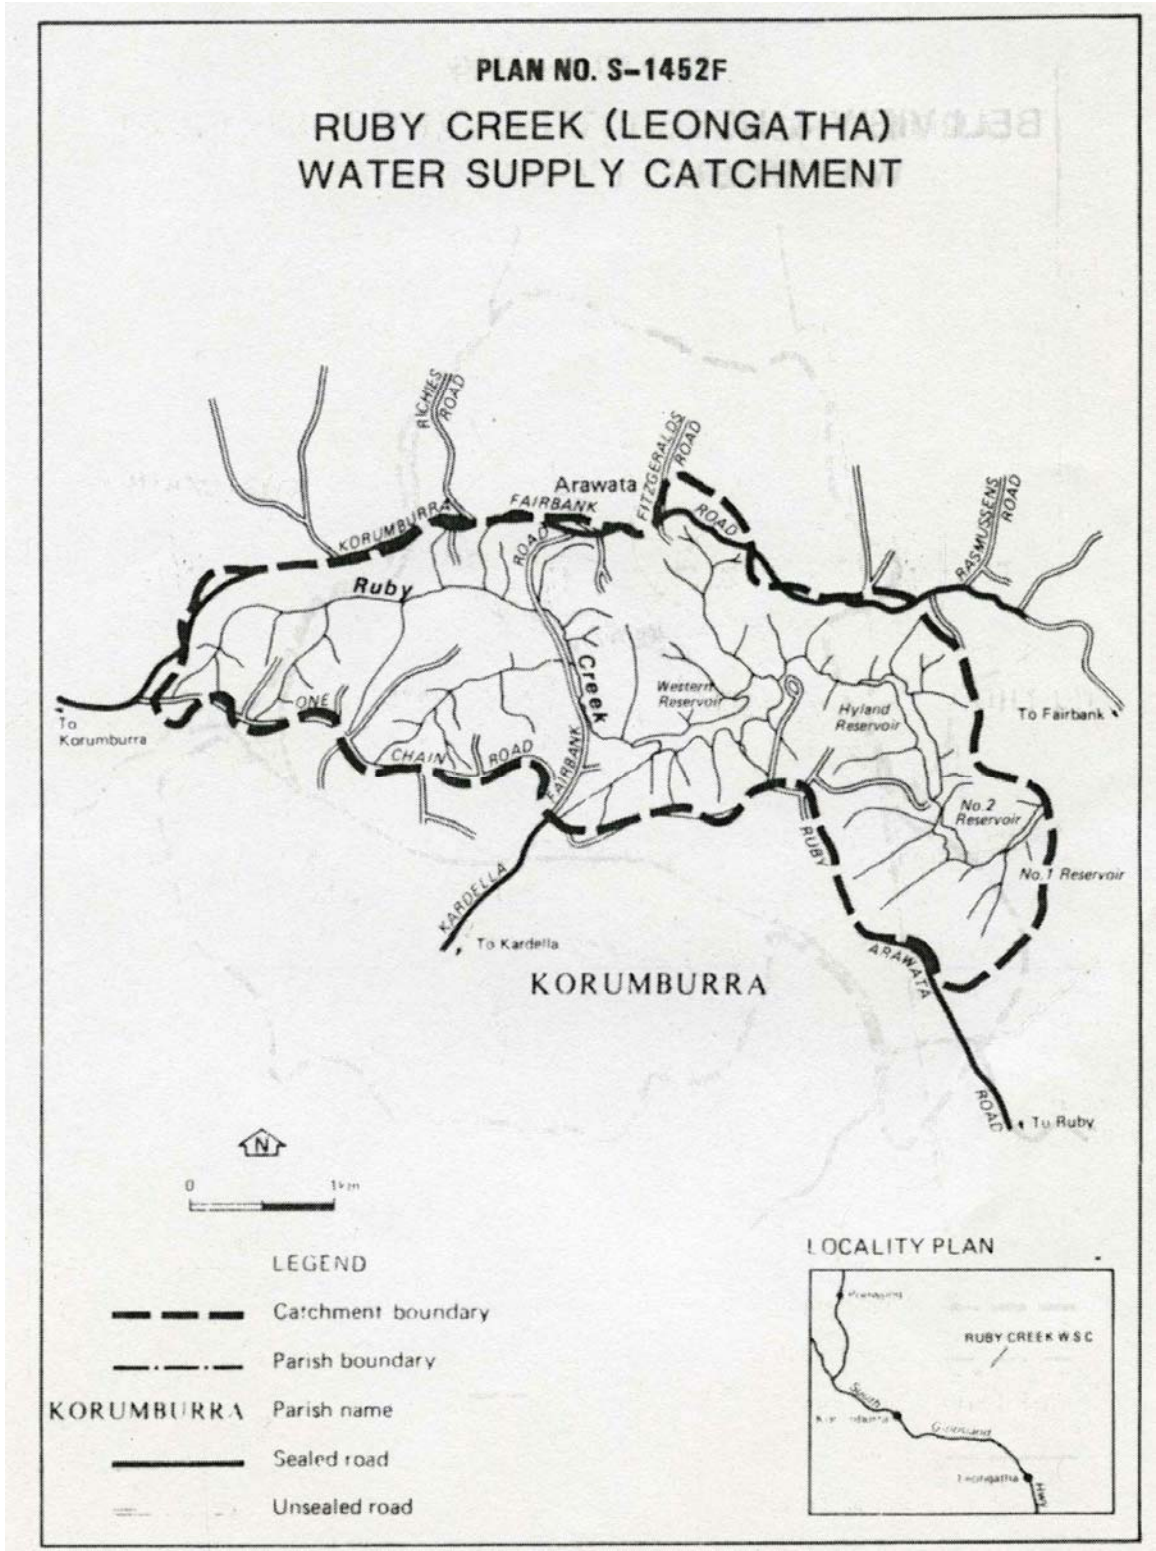 PLAN NO. S-1452F
RUBY CREEK (LEONGATHA)
WATER SUPPLY CATCHMENT
RICHIES
ROAD
FITZGERALDS
ROAD
Arawata
FAIRBANK
KORUMBURRA
ROAD
ROAD
RASMUSSENS
ROAD
Ruby
Creek
Western
Reservoir
Hyland
Reservoir
ONE
CHAIN
ROAD
FAIRBANK
To
Korumburra
To Fairbank
No.2
Reservoir
No.1 Reservoir
RUBY
ARAWATA
ROAD
KARDELLA
To Kardella
KORUMBURRA
To Ruby
N
0 1km
LEGEND
Catchment boundary
Parish boundary
KORUMBURRA Parish name
Sealed road
Unsealed road
LOCALITY PLAN
RUBY CREEK W S C
South
Gippsland
Leongatha
Hwy